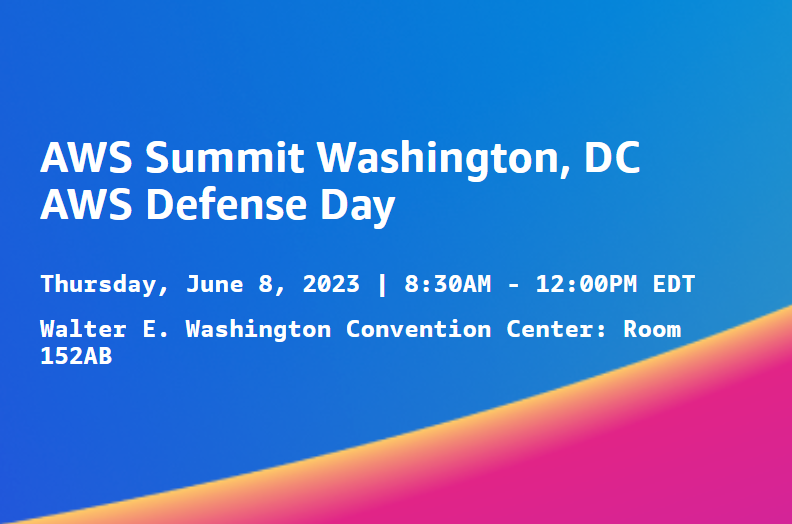 AWS Summit Washington, DC
AWS Defense Day
Thursday, June 8, 2023 | 8:30AM - 12:00PM EDT
Walter E. Washington Convention Center: Room
152AB